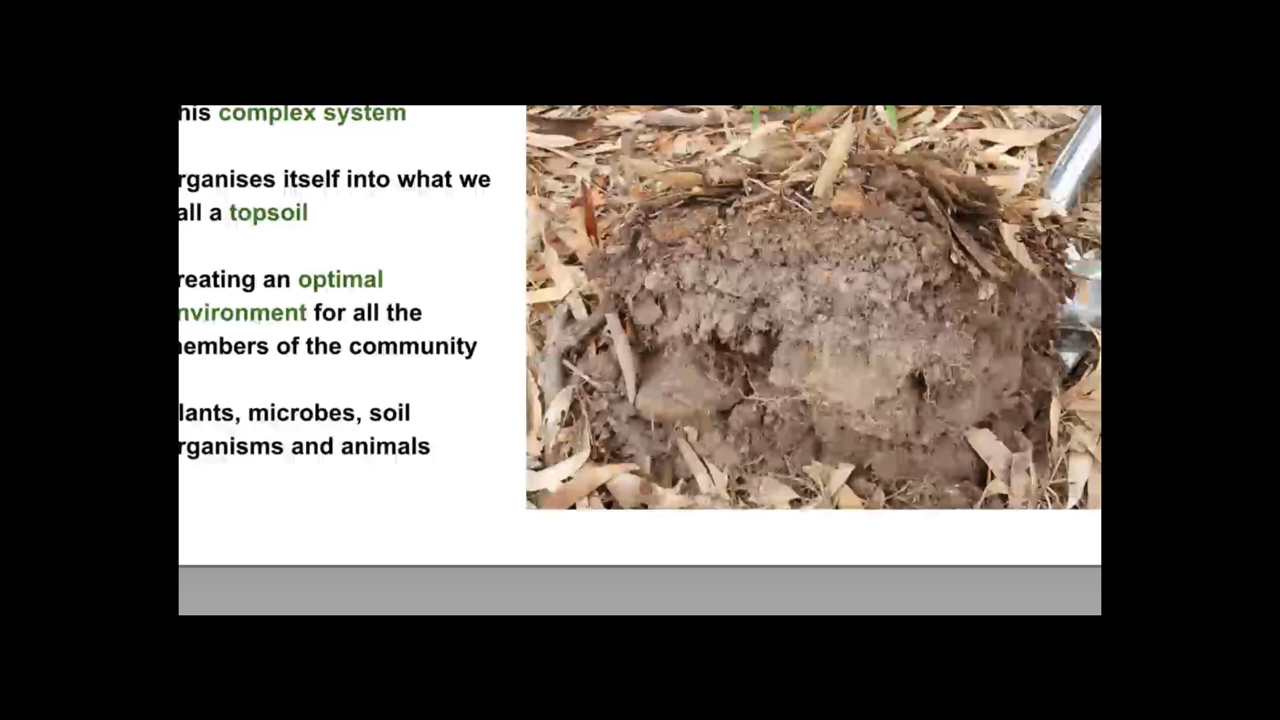 his complex system
rganises itself into what we
all a topsoil
reating an optimal
nvironment for all the
embers of the community
lants, microbes, soil
rganisms and animals